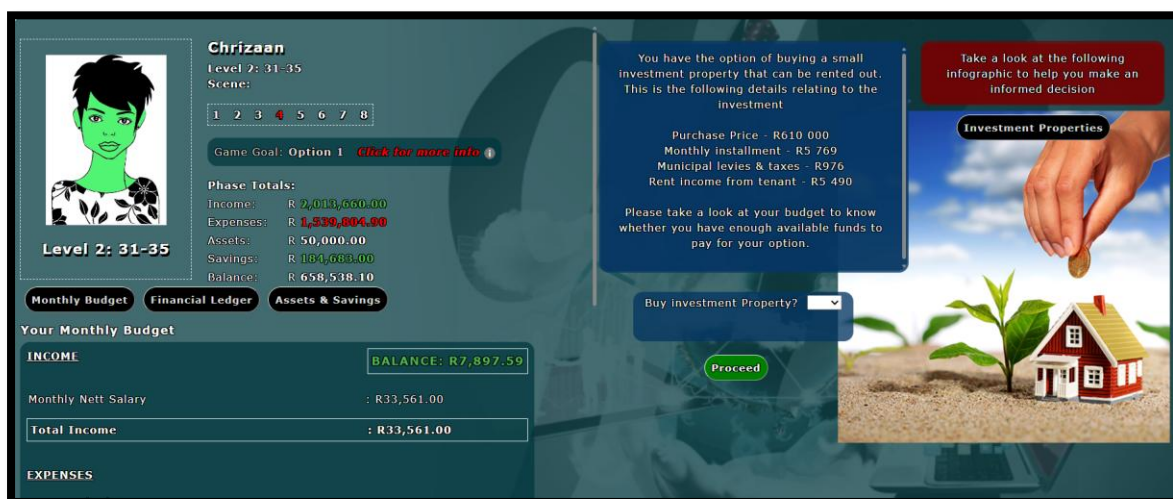 Chrizaan
Level 2: 31-35
Scene:
1 2 3 4 5 6 7 8
Game Goal: Option 1 Click for more info i
Phase Totals:
Income: R 2,013,660.00
Expenses: R 1,539,804.90
Assets: R 50,000.00
Savings: R 184,683.00
Balance: R 658,538.10
Level 2: 31-35
Monthly Budget Financial Ledger Assets & Savings
Your Monthly Budget
INCOME
BALANCE: R7,897.59
Monthly Nett Salary : R33,561.00
Total Income : R33,561.00
EXPENSES
You have the option of buying a small
investment property that can be rented out.
This is the following details relating to the
investment
Purchase Price - R610 000
Monthly installment - R5 769
Municipal levies & taxes - R976
Rent income from tenant - R5 490
Please take a look at your budget to know
whether you have enough available funds to
pay for your option.
Buy investment Property?
Proceed
Take a look at the following
infographic to help you make an
informed decision
Investment Properties